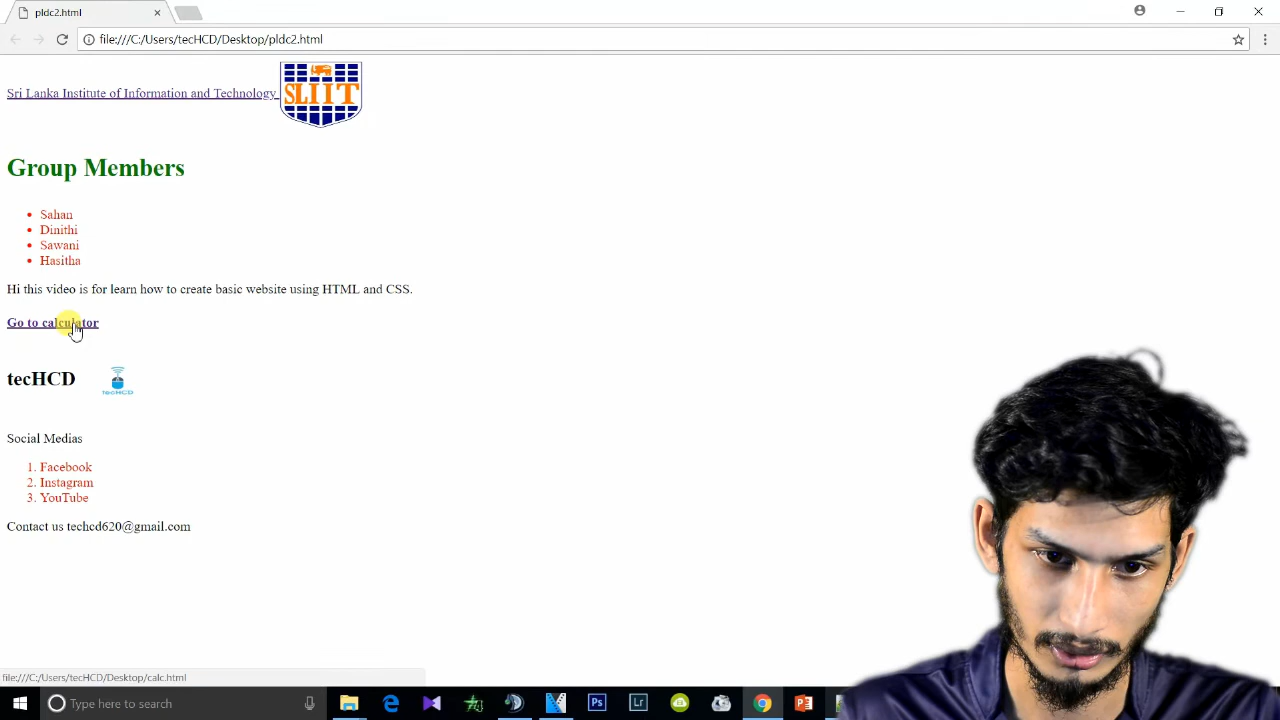 pldc2.html
file:///C:/Users/tecHCD/Desktop/pldc2.html
Sri Lanka Institute of Information and Technology
SLIIT
Group Members
Sahan
Dinithi
Sawani
Hasitha
Hi this video is for learn how to create basic website using HTML and CSS.
Go to calculator
tecHCD
tecHCD
Social Medias
1. Facebook
2. Instagram
3. YouTube
Contact us techcd620@gmail.com
file:///C:/Users/tecHCD/Desktop/calc.html
Type here to search
Ps
Lr